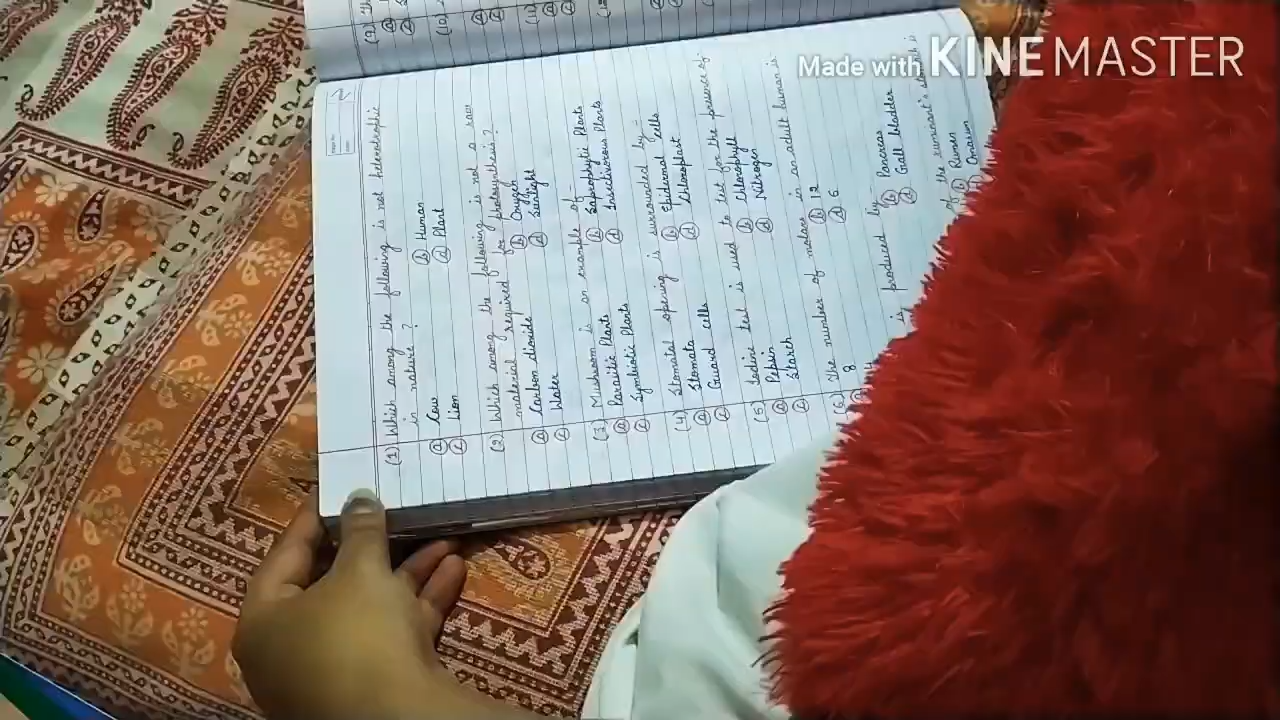 Made with KINEMASTER
(1) Which among the following is not heterotrophic
in nature ?
(a) Cow (b) Human
(c) Lion (d) Plant
(2) Which among the following is not a raw
material required for photosynthesis ?
(a) Carbon dioxide (b) Oxygen
(c) Water (d) Sunlight
(3) Mushroom is an example of -
(a) Parasitic Plants (b) Saprophytic Plants
(c) Symbiotic Plants (d) Insectivorous Plants
(4) Stomatal opening is surrounded by -
(a) Stomata (b) Epidermal cells
(c) Guard cells (d) Chloroplast
(5) Iodine test is used to test for the presence of-
(a) Pepsin (b) Chlorophyll
(c) Starch (d) Nitrogen
(6) The number of molars in an adult human is-
(a) 8 (b) 12
(d) 6
is produced by -
(b) Pancreas
(d) Gall bladder
of the ruminant's stomach is
(b) Rumen
(d) Omasum
(10)
(11)